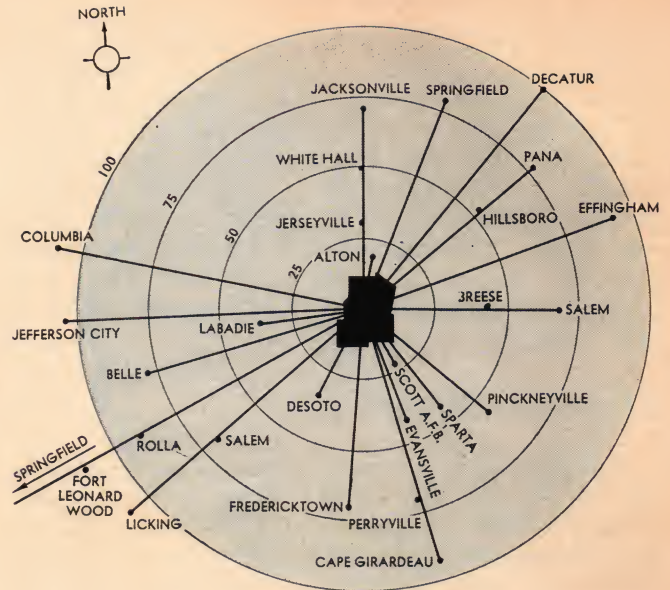 NORTH
DECATUR
JACKSONVILLE
SPRINGFIELD
WHITE HALL
PANA
100
75
50
25
HILLSBORO
EFFINGHAM
JERSEYVILLE
COLUMBIA
ALTON
3REESE
SALEM
JEFFERSON CITY
LABADIE
BELLE
SCOTT A.F.B.
DESOTO
SPARTA
PINCKNEYVILLE
EVANSVILLE
ROLLA
SALEM
SPRINGFIELD
FORT
LEONARD
WOOD
LICKING
FREDERICKTOWN
PERRYVILLE
CAPE GIRARDEAU